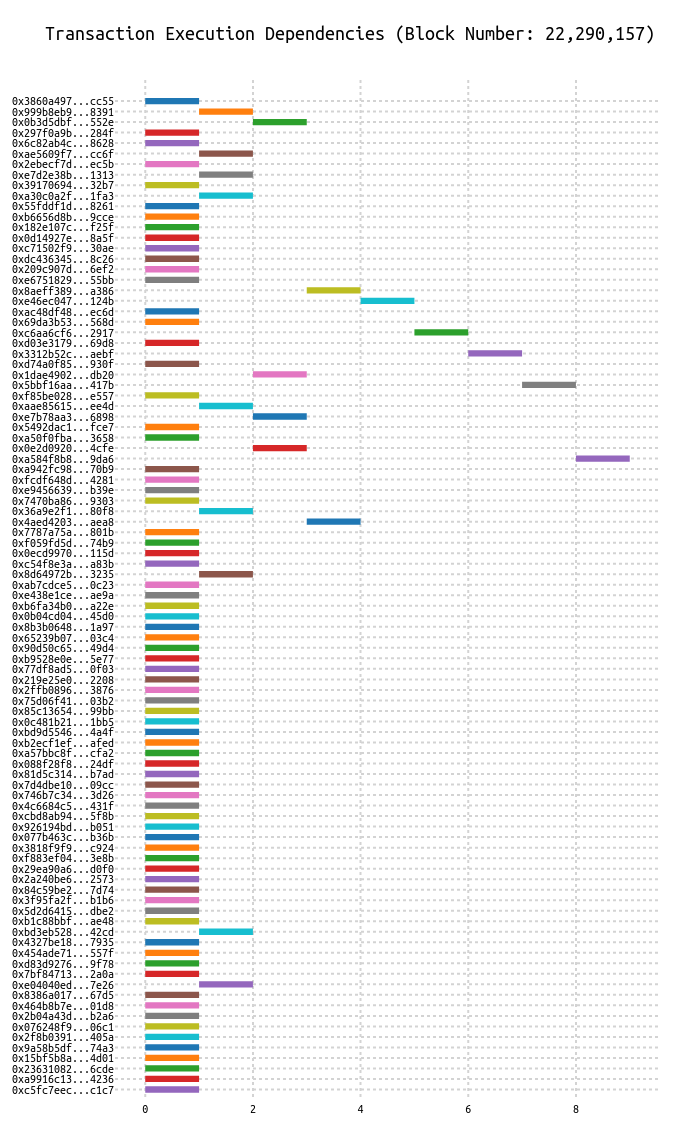 Transaction Execution Dependencies (Block Number: 22,290,157)
0x3860a497...cc55
0x999b8eb9...8391
0x0b3d5dbf...552e
0x297f0a9b...284f
0x6c82ab4c...8628
0xae5609f7...cc6f
0x2ebecf7d...ec5b
0xe7d2e38b...1313
0x39170694...32b7
0xa30c0a2f...1fa3
0x55fddf1d...8261
0xb6656d8b...9cce
0x182e107c...f25f
0x0d14927e...8a5f
0xc71502f9...30ae
0xdc436345...8c26
0x209c907d...6ef2
0xe6751829...55bb
0x8aeff389...a386
0xe46ec047...124b
0xac48df48...ec6d
0x69da3b53...568d
0xc6aa6cf6...2917
0xd03e3179...69d8
0x3312b52c...aebf
0xd74a0f85...930f
0x1dae4902...db20
0x5bbf16aa...417b
0xf85be028...e557
0xaae85615...ee4d
0xe7b78aa3...6898
0x5492dac1...fce7
0xa50f0fba...3658
0x0e2d0920...4cfe
0xa584f8b8...9da6
0xa942fc98...70b9
0xfcdf648d...4281
0xe9456639...b39e
0x7470ba86...9303
0x36a9e2f1...80f8
0x4aed4203...aea8
0x7787a75a...801b
0xf059fd5d...74b9
0x0ecd9970...115d
0xc54f8e3a...a83b
0x8d64972b...3235
0xab7cdce5...0c23
0xe438e1ce...ae9a
0xb6fa34b0...a22e
0x0b04cd04...45d0
0x8b3b0648...1a97
0x65239b07...03c4
0x90d50c65...49d4
0xb9528e0e...5e77
0x77df8ad5...0f03
0x219e25e0...2208
0x2ffb0896...3876
0x75d06f41...03b2
0x85c13654...99bb
0x0c481b21...1bb5
0xbd9d5546...4a4f
0xb2ecf1ef...afed
0xa57bbc8f...cfa2
0x088f28f8...24df
0x81d5c314...b7ad
0x7d4dbe10...09cc
0x746b7c34...3d26
0x4c6684c5...431f
0xcbd8ab94...5f8b
0x926194bd...b051
0x077b463c...b36b
0x3818f9f9...c924
0xf883ef04...3e8b
0x29ea90a6...d0f0
0x2a240be6...2573
0x84c59be2...7d74
0x3f95fa2f...b1b6
0x5d2d6415...dbe2
0xb1c88bbf...ae48
0xbd3eb528...42cd
0x4327be18...7935
0x454ade71...557f
0xd83d9276...9f78
0x7bf84713...2a0a
0xe04040ed...7e26
0x8386a017...67d5
0x464b8b7e...01d8
0x2b04a43d...b2a6
0x076248f9...06c1
0x2f8b0391...405a
0x9a58b5df...74a3
0x15bf5b8a...4d01
0x23631082...6cde
0xa9916c13...4236
0xc5fc7eec...c1c7
0 2 4 6 8